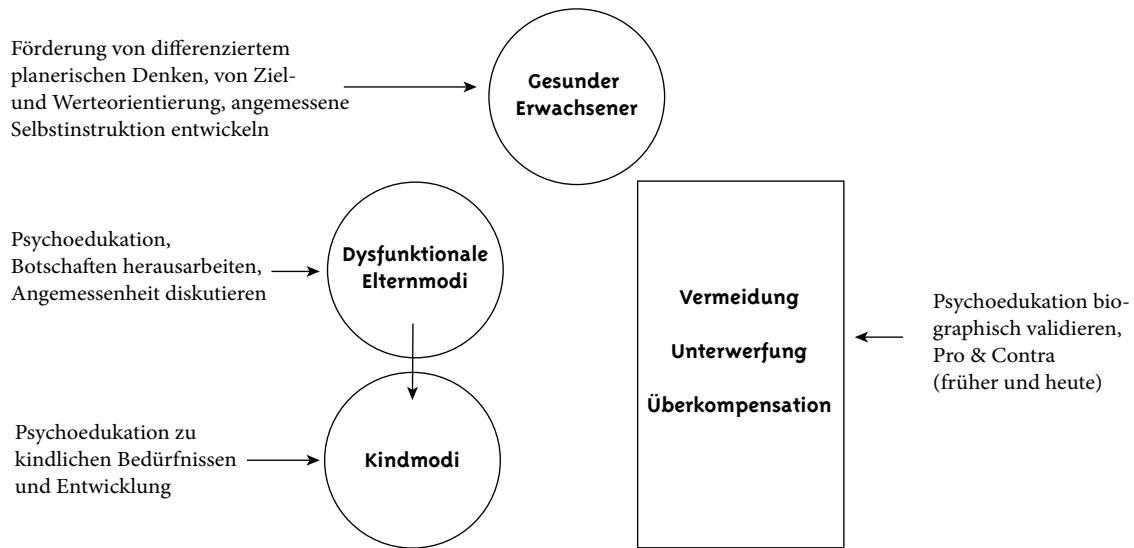 Förderung von differenziertem
planerischen Denken, von Ziel-
und Werteorientierung, angemessene
Selbstinstruktion entwickeln
Gesunder
Erwachsener
Psychoedukation,
Botschaften herausarbeiten,
Angemessenheit diskutieren
Dysfunktionale
Elternmodi
Vermeidung
Unterwerfung
Überkompensation
Psychoedukation bio-
graphisch validieren,
Pro & Contra
(früher und heute)
Psychoedukation zu
kindlichen Bedürfnissen
und Entwicklung
Kindmodi